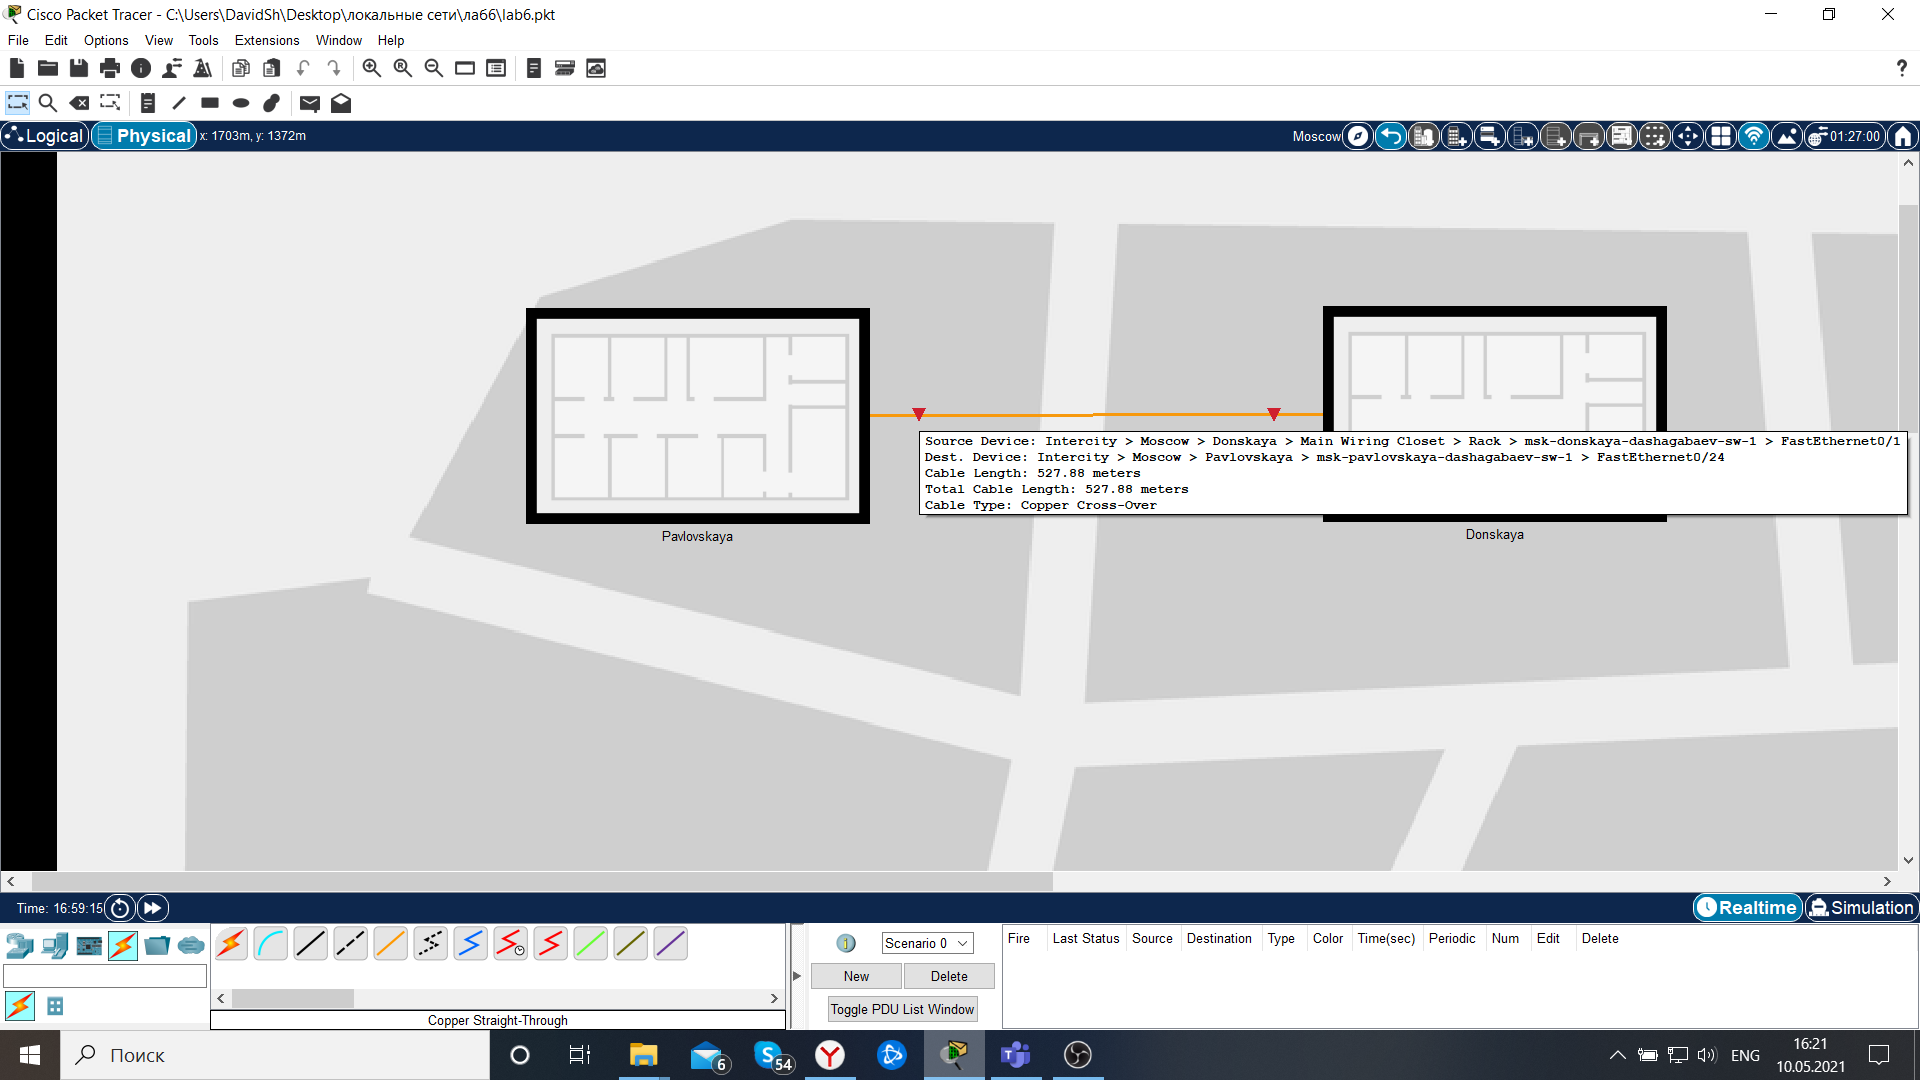 Cisco Packet Tracer - C:\Users\DavidSh\Desktop\локальные сети\лаб6\lab6.pkt
File Edit Options View Tools Extensions Window Help
?
Logical Physical x: 1703m, y: 1372m Moscow 01:27:00
Source Device: Intercity > Moscow > Donskaya > Main Wiring Closet > Rack > msk-donskaya-dashagabaev-sw-1 > FastEthernet0/1
Dest. Device: Intercity > Moscow > Pavlovskaya > msk-pavlovskaya-dashagabaev-sw-1 > FastEthernet0/24
Cable Length: 527.88 meters
Total Cable Length: 527.88 meters
Cable Type: Copper Cross-Over
Pavlovskaya
Donskaya
Time: 16:59:15 Realtime Simulation
Scenario 0
Fire Last Status Source Destination Type Color Time(sec) Periodic Num Edit Delete
New Delete
Toggle PDU List Window
Copper Straight-Through
Поиск
6
54
ENG
16:21
10.05.2021